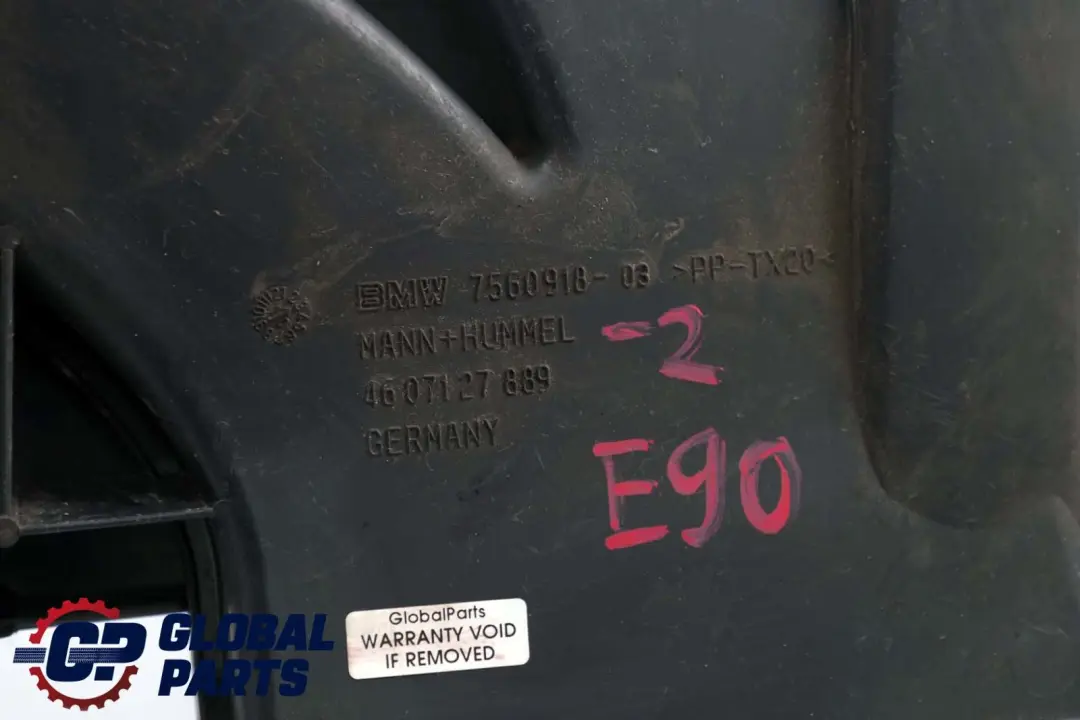 BMW 7560918-03 >PP-TX20<
MANN+HUMMEL
46 071 27 889
GERMANY
-2
E90
GlobalParts
WARRANTY VOID
IF REMOVED
GP GLOBAL
PARTS